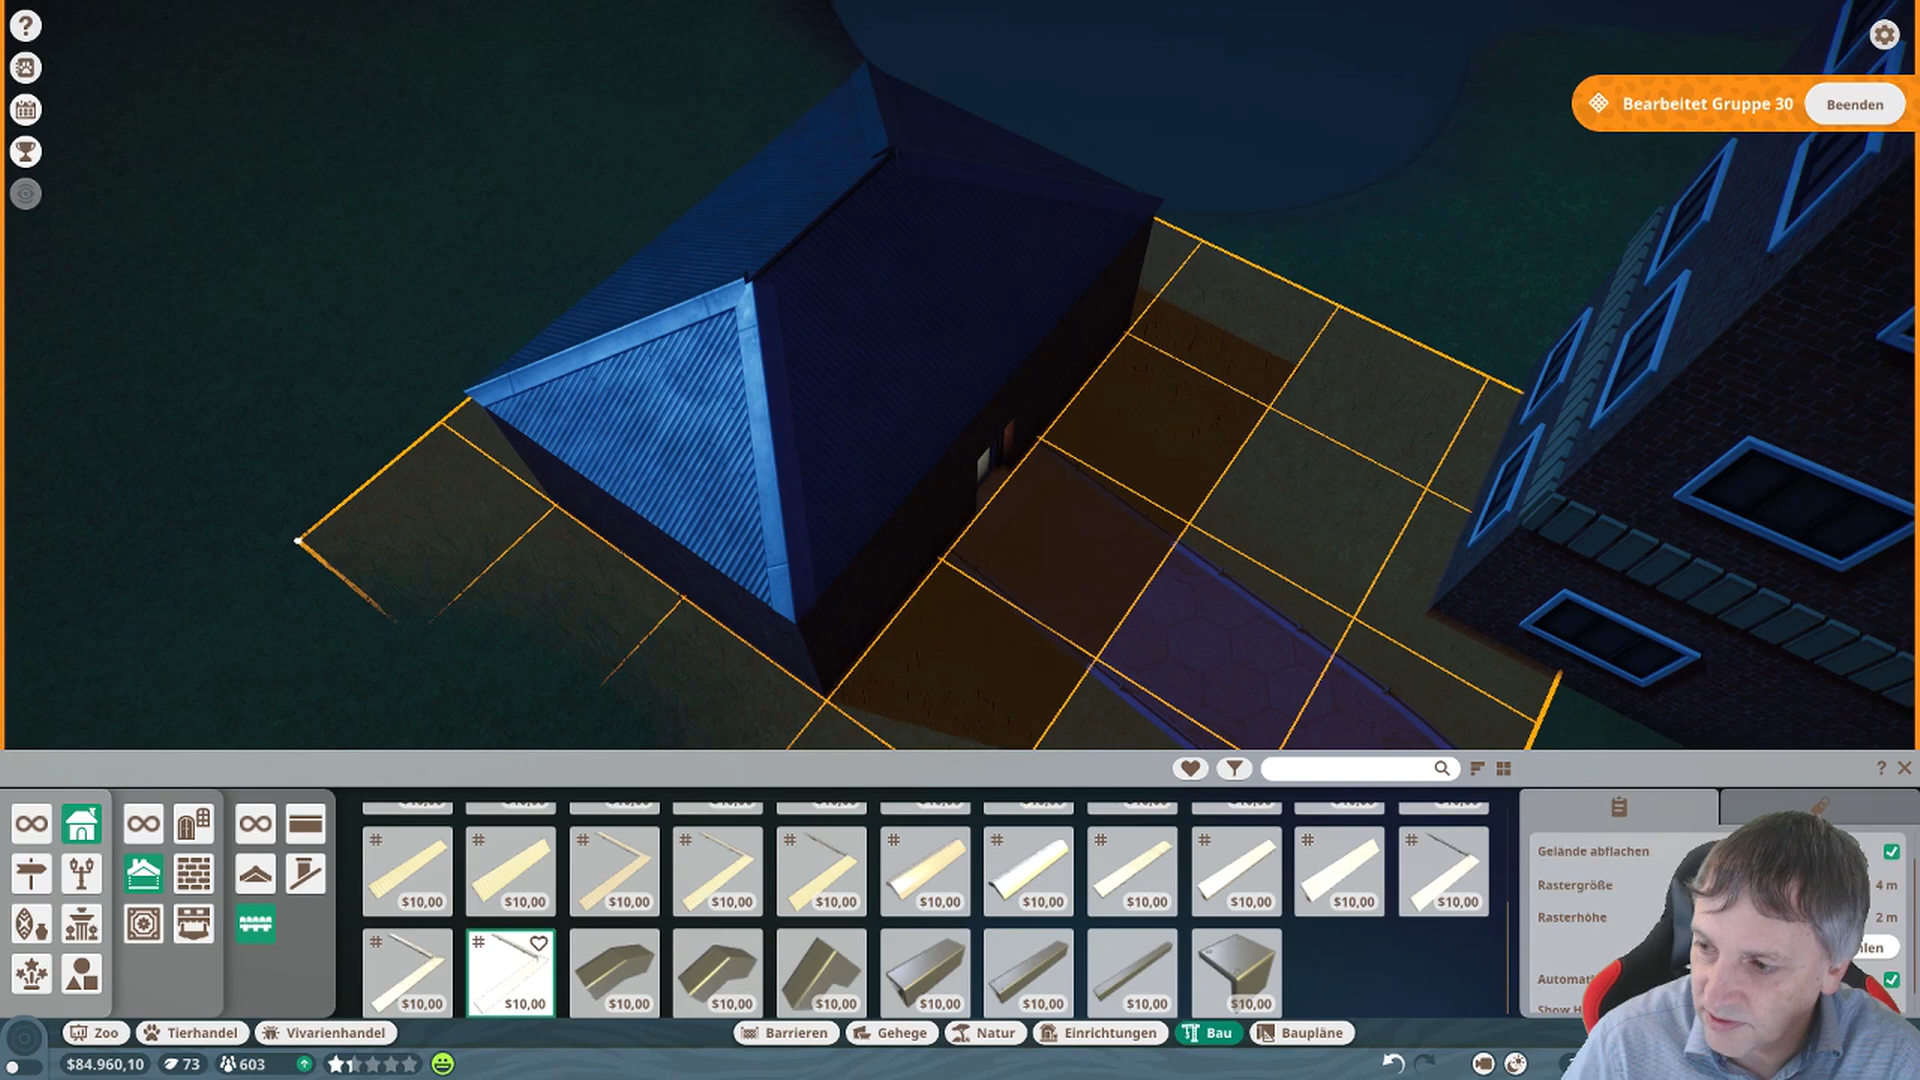 ?
Bearbeitet Gruppe 30
Beenden
?
Gelände abflachen
Rastergröße
4 m
Rasterhöhe
2 m
Automati
$10,00 $10,00 $10,00 $10,00 $10,00 $10,00 $10,00 $10,00 $10,00 $10,00 $10,00
$10,00 $10,00 $10,00 $10,00 $10,00 $10,00 $10,00 $10,00 $10,00
Zoo Tierhandel Vivarienhandel Barrieren Gehege Natur Einrichtungen Bau Baupläne
$84.960,10 73 603